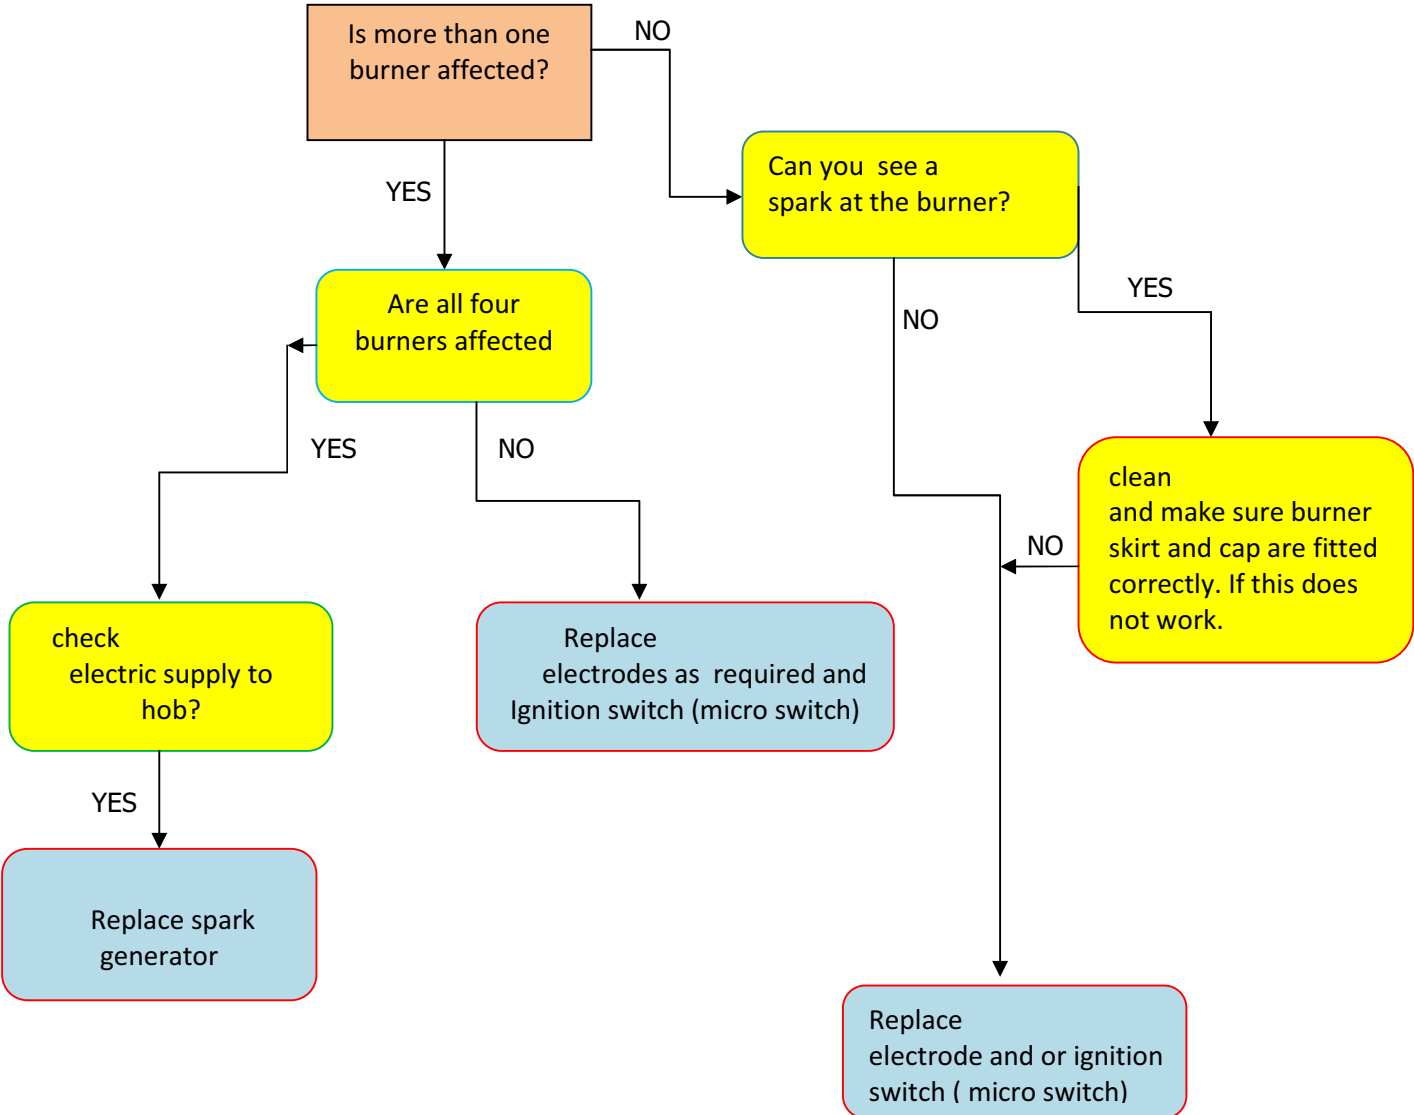 Is more than one
burner affected?
NO
YES
Can you  see a
spark at the burner?
Are all four
burners affected
YES
NO
YES
NO
clean
and make sure burner
skirt and cap are fitted
correctly. If this does
not work.
NO
check
electric supply to
hob?
Replace
electrodes as  required and
Ignition switch (micro switch)
YES
Replace spark
generator
Replace
electrode and or ignition
switch ( micro switch)